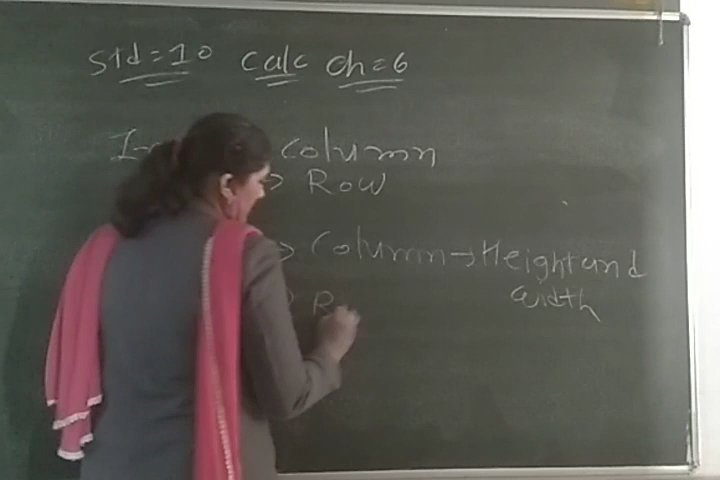 Std=10 Calc Ch=6
column
→ Row
→ Column → Height and
width
R